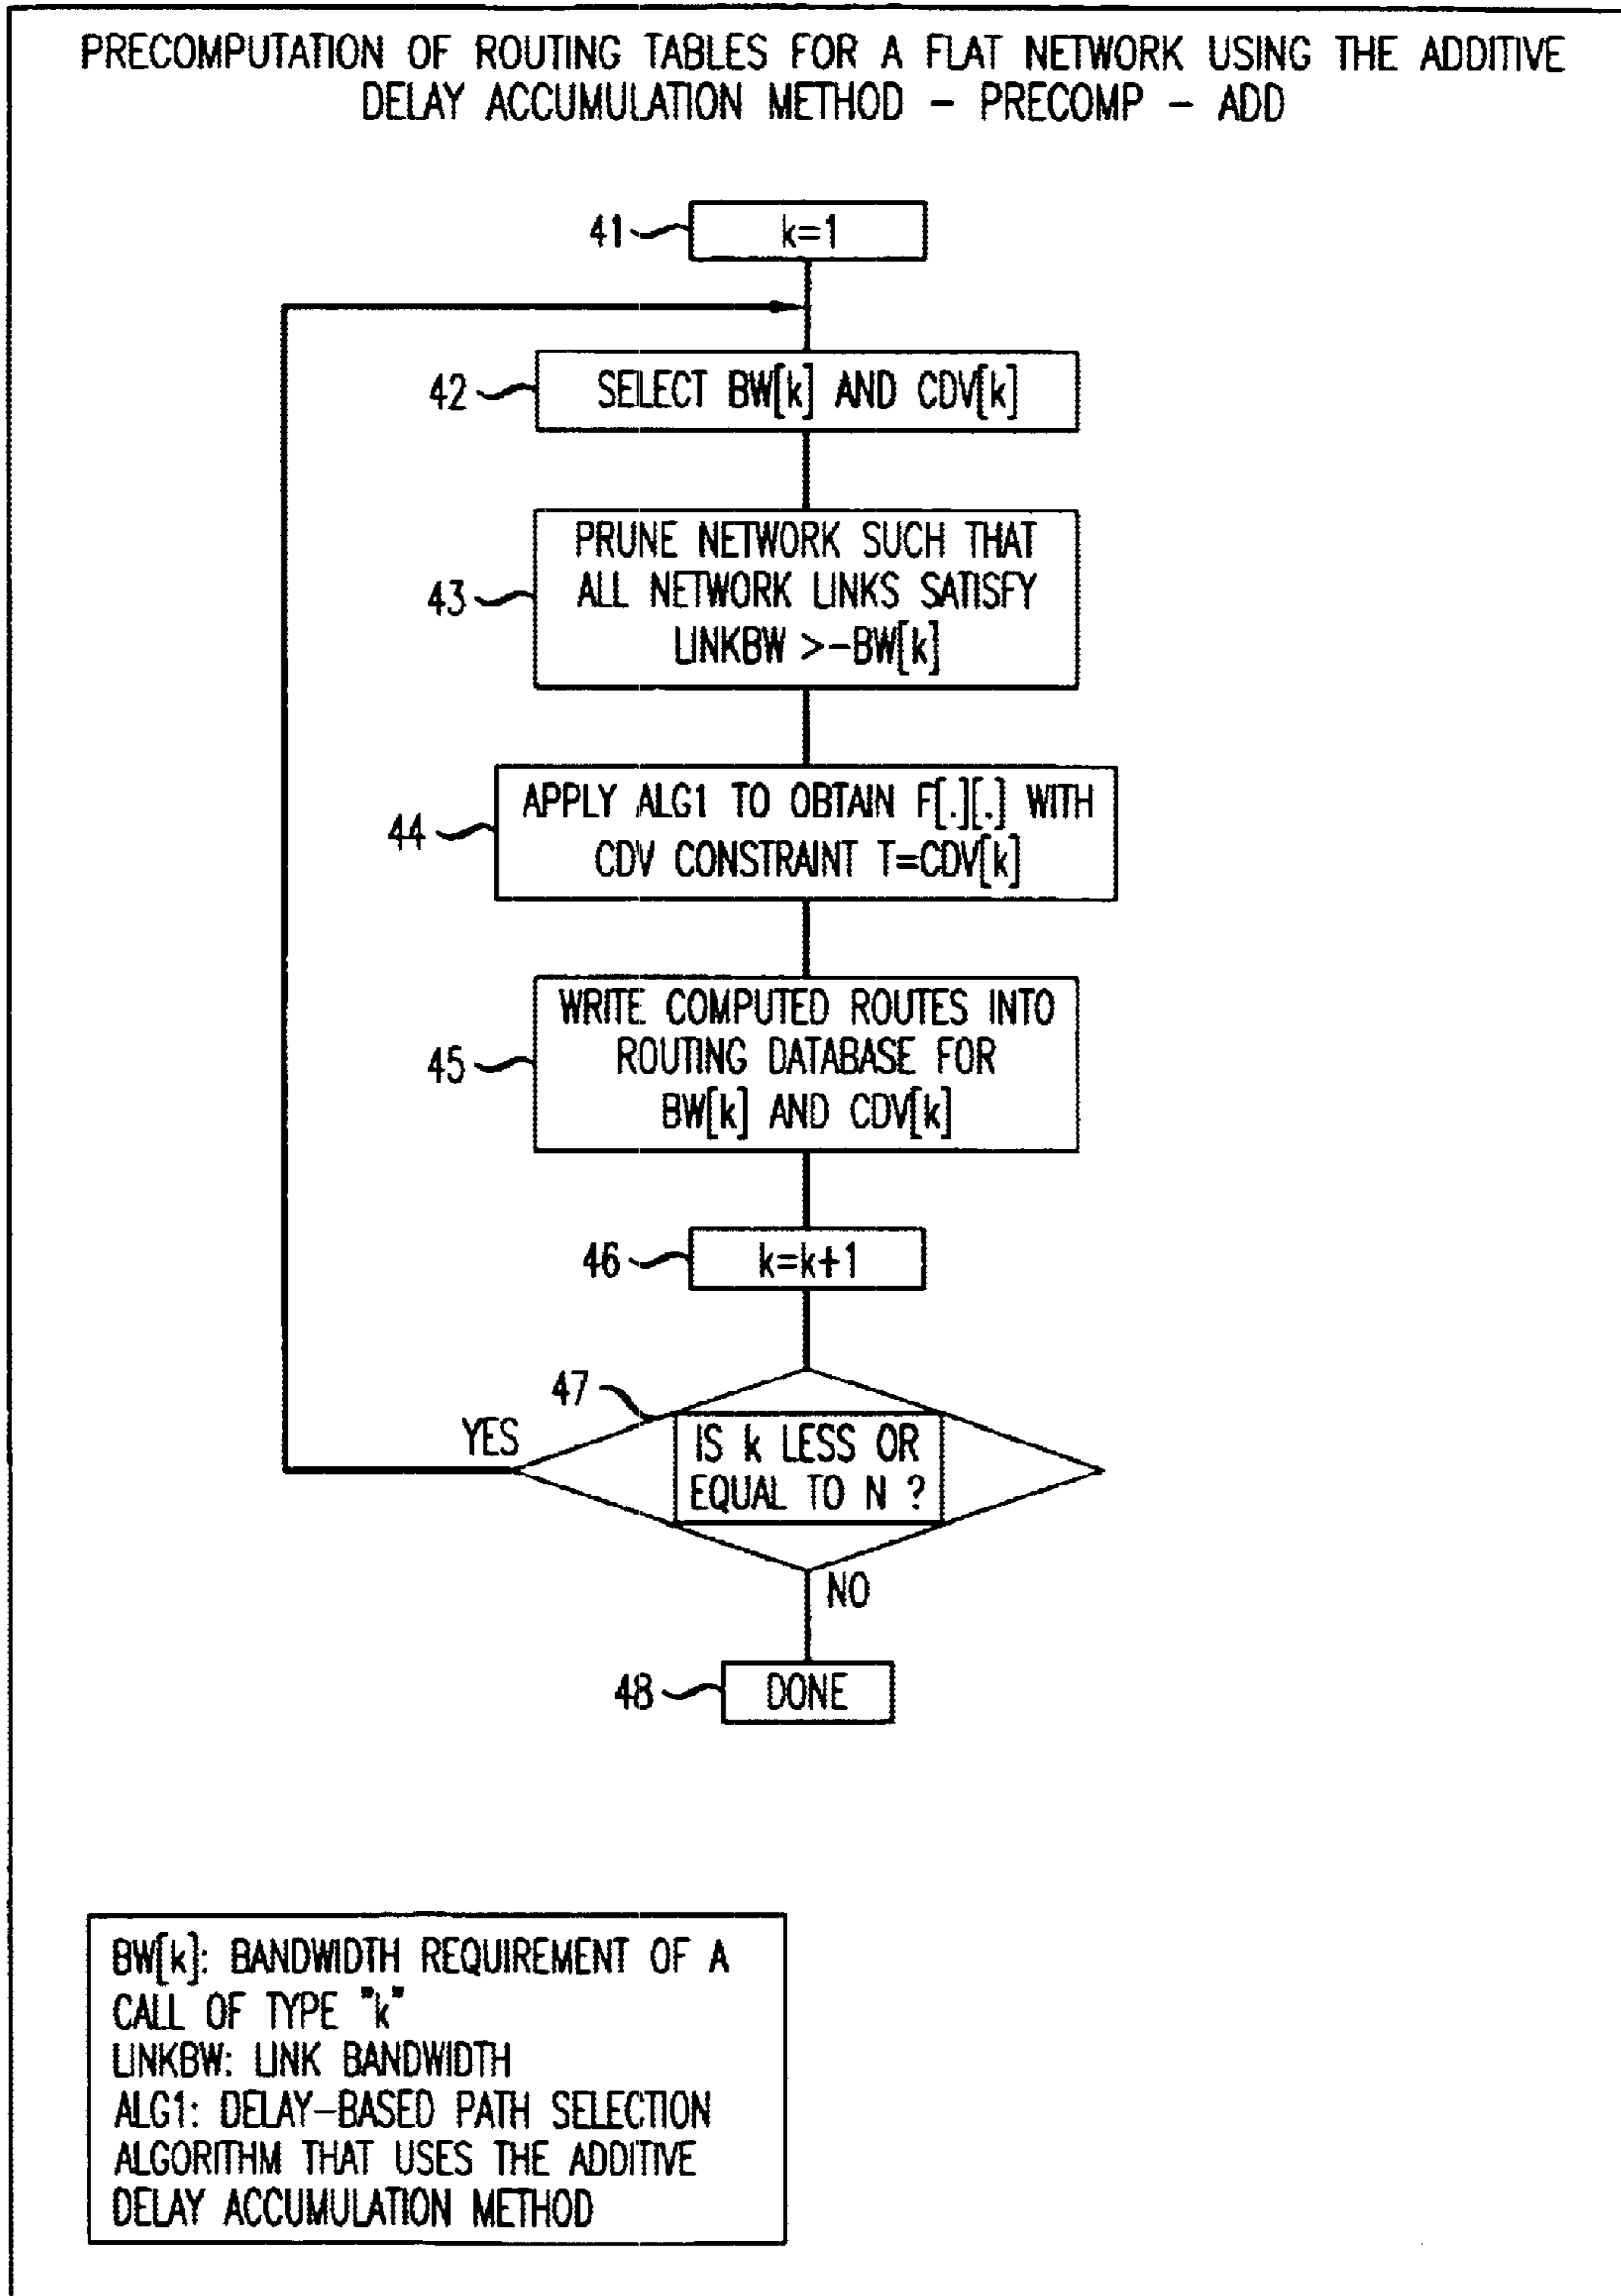 PRECOMPUTATION OF ROUTING TABLES FOR A FLAT NETWORK USING THE ADDITIVE
DELAY ACCUMULATION METHOD - PRECOMP - ADD
41
k=1
42
SELECT BW[k] AND CDV[k]
43
PRUNE NETWORK SUCH THAT
ALL NETWORK LINKS SATISFY
LINKBW >-BW[k]
44
APPLY ALG1 TO OBTAIN F[.][.] WITH
CDV CONSTRAINT T=CDV[k]
45
WRITE COMPUTED ROUTES INTO
ROUTING DATABASE FOR
BW[k] AND CDV[k]
46
k=k+1
47
YES
IS k LESS OR
EQUAL TO N ?
NO
48
DONE
BW[k]: BANDWIDTH REQUIREMENT OF A
CALL OF TYPE "k"
LINKBW: LINK BANDWIDTH
ALG1: DELAY-BASED PATH SELECTION
ALGORITHM THAT USES THE ADDITIVE
DELAY ACCUMULATION METHOD